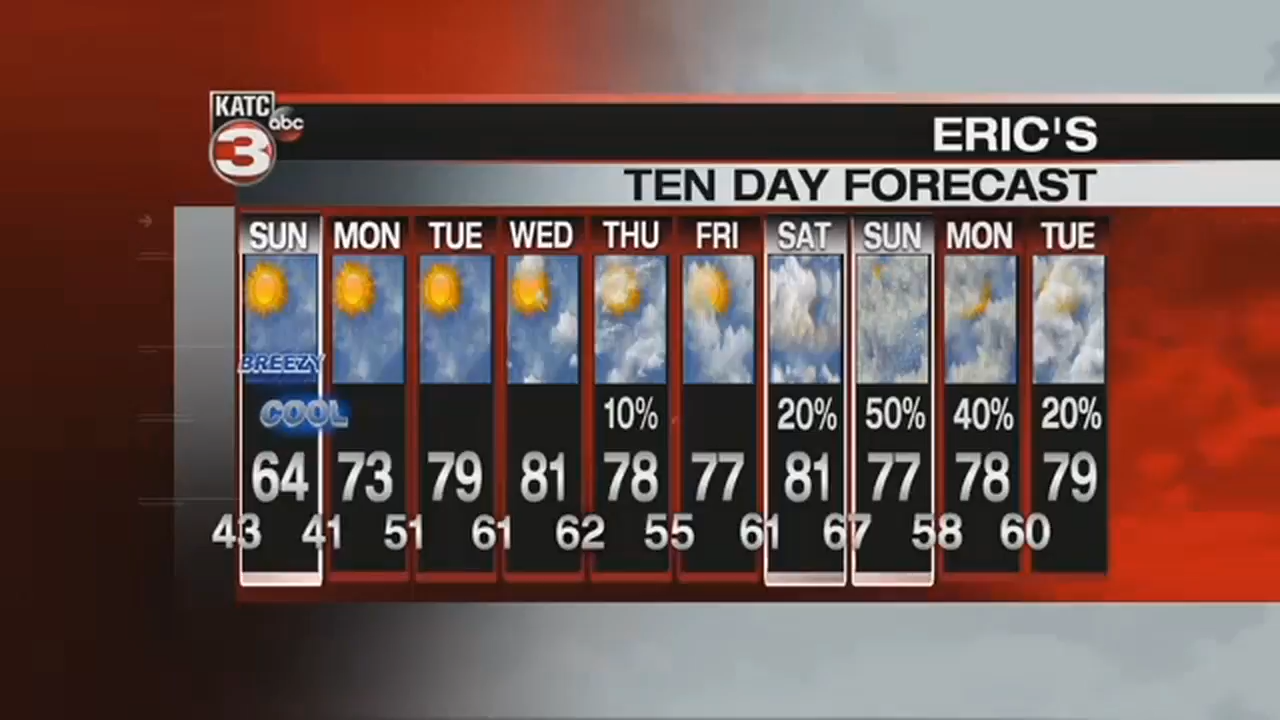 KATC
abc
3
ERIC'S
TEN DAY FORECAST
SUN MON TUE WED THU FRI SAT SUN MON TUE
BREEZY
COOL
10% 20% 50% 40% 20%
64 73 79 81 78 77 81 77 78 79
43 41 51 61 62 55 61 67 58 60